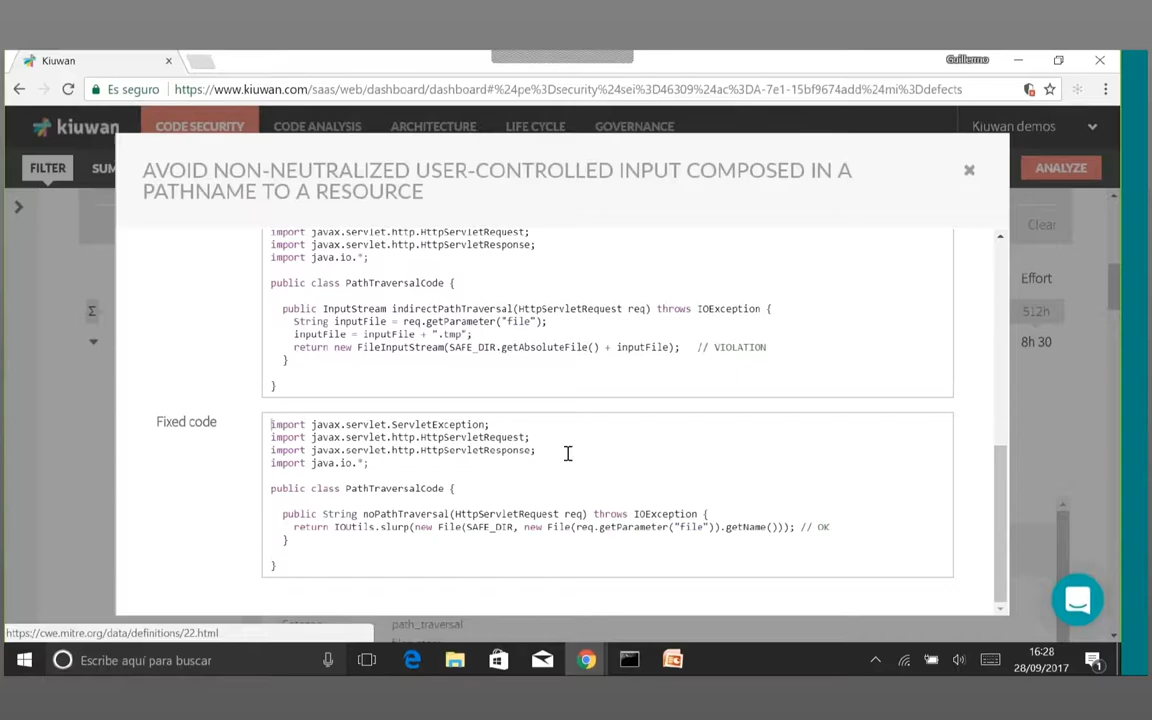 Kiuwan
Guillermo
Es seguro
https://www.kiuwan.com/saas/web/dashboard/dashboard#%24pe%3Dsecurity%24sei%3D46309%24ac%3DA-7e1-15bf9674add%24mi%3Ddefects
kiuwan
CODE SECURITY
CODE ANALYSIS
ARCHITECTURE
LIFE CYCLE
GOVERNANCE
Kiuwan demos
FILTER
SUM
ANALYZE
AVOID NON-NEUTRALIZED USER-CONTROLLED INPUT COMPOSED IN A
PATHNAME TO A RESOURCE
Clear
Effort
512h
8h 30
Σ
import javax.servlet.http.HttpServletRequest;
import javax.servlet.http.HttpServletResponse;
import java.io.*;
public class PathTraversalCode {
public InputStream indirectPathTraversal(HttpServletRequest req) throws IOException {
String inputFile = req.getParameter("file");
inputFile = inputFile + ".tmp";
return new FileInputStream(SAFE_DIR.getAbsoluteFile() + inputFile); // VIOLATION
}
}
Fixed code
import javax.servlet.ServletException;
import javax.servlet.http.HttpServletRequest;
import javax.servlet.http.HttpServletResponse;
import java.io.*;
public class PathTraversalCode {
public String noPathTraversal(HttpServletRequest req) throws IOException {
return IOUtils.slurp(new File(SAFE_DIR, new File(req.getParameter("file")).getName())); // OK
}
}
path_traversal
https://cwe.mitre.org/data/definitions/22.html
Escribe aquí para buscar
16:28
28/09/2017
1